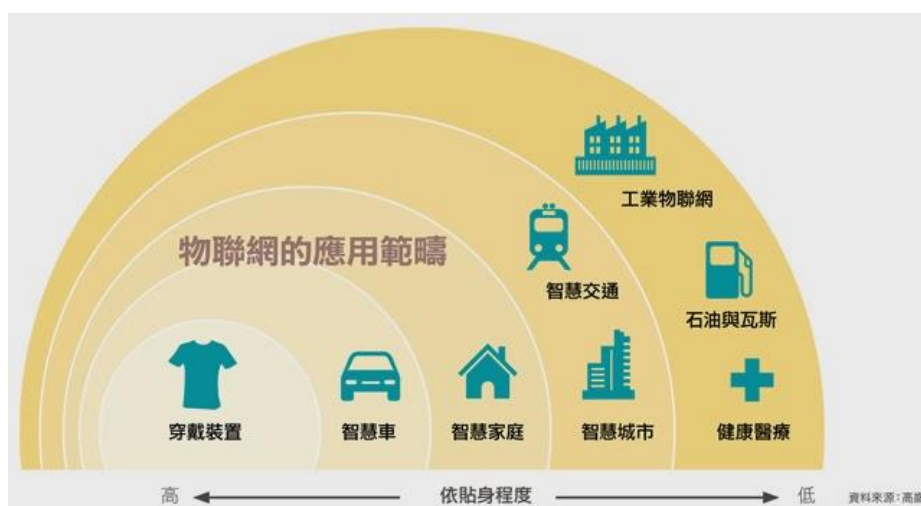 物聯網的應用範疇
工業物聯網
智慧交通
石油與瓦斯
穿戴裝置
智慧車
智慧家庭
智慧城市
健康醫療
高
依貼身程度
低
資料來源：高盛